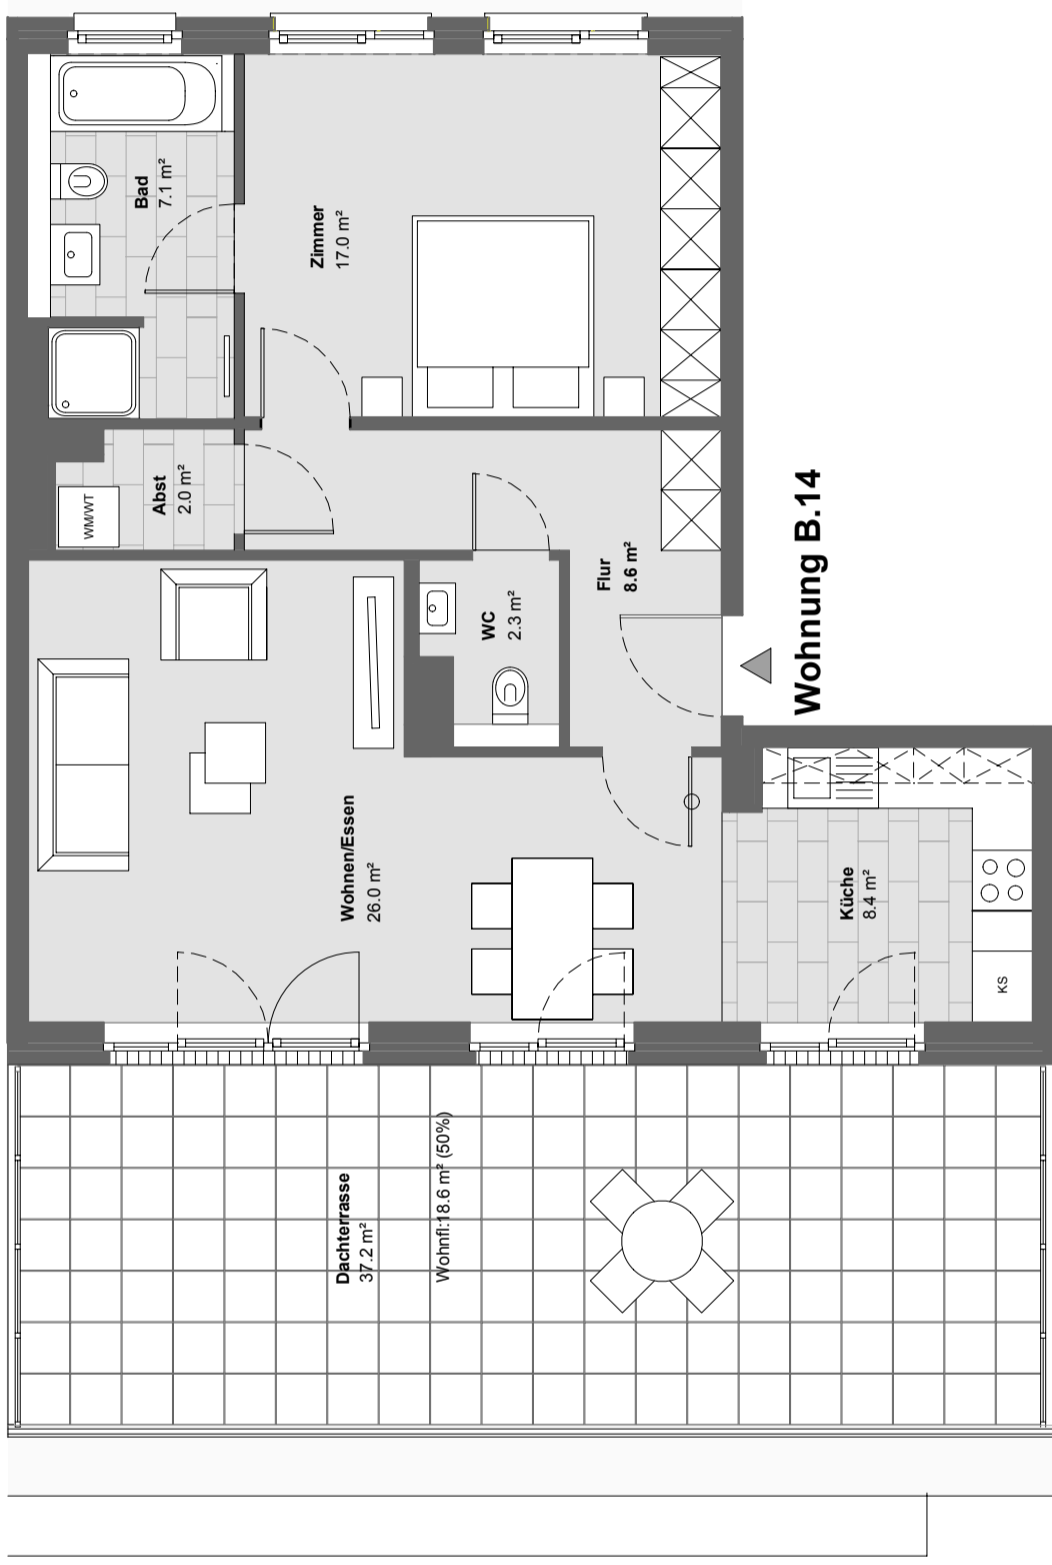 Bad
7.1 m²
Zimmer
17.0 m²
Abst
2.0 m²
WM/WT
WC
2.3 m²
Flur
8.6 m²
Wohnung B.14
Wohnen/Essen
26.0 m²
Küche
8.4 m²
KS
Dachterrasse
37.2 m²
Wohnfl:18.6 m² (50%)